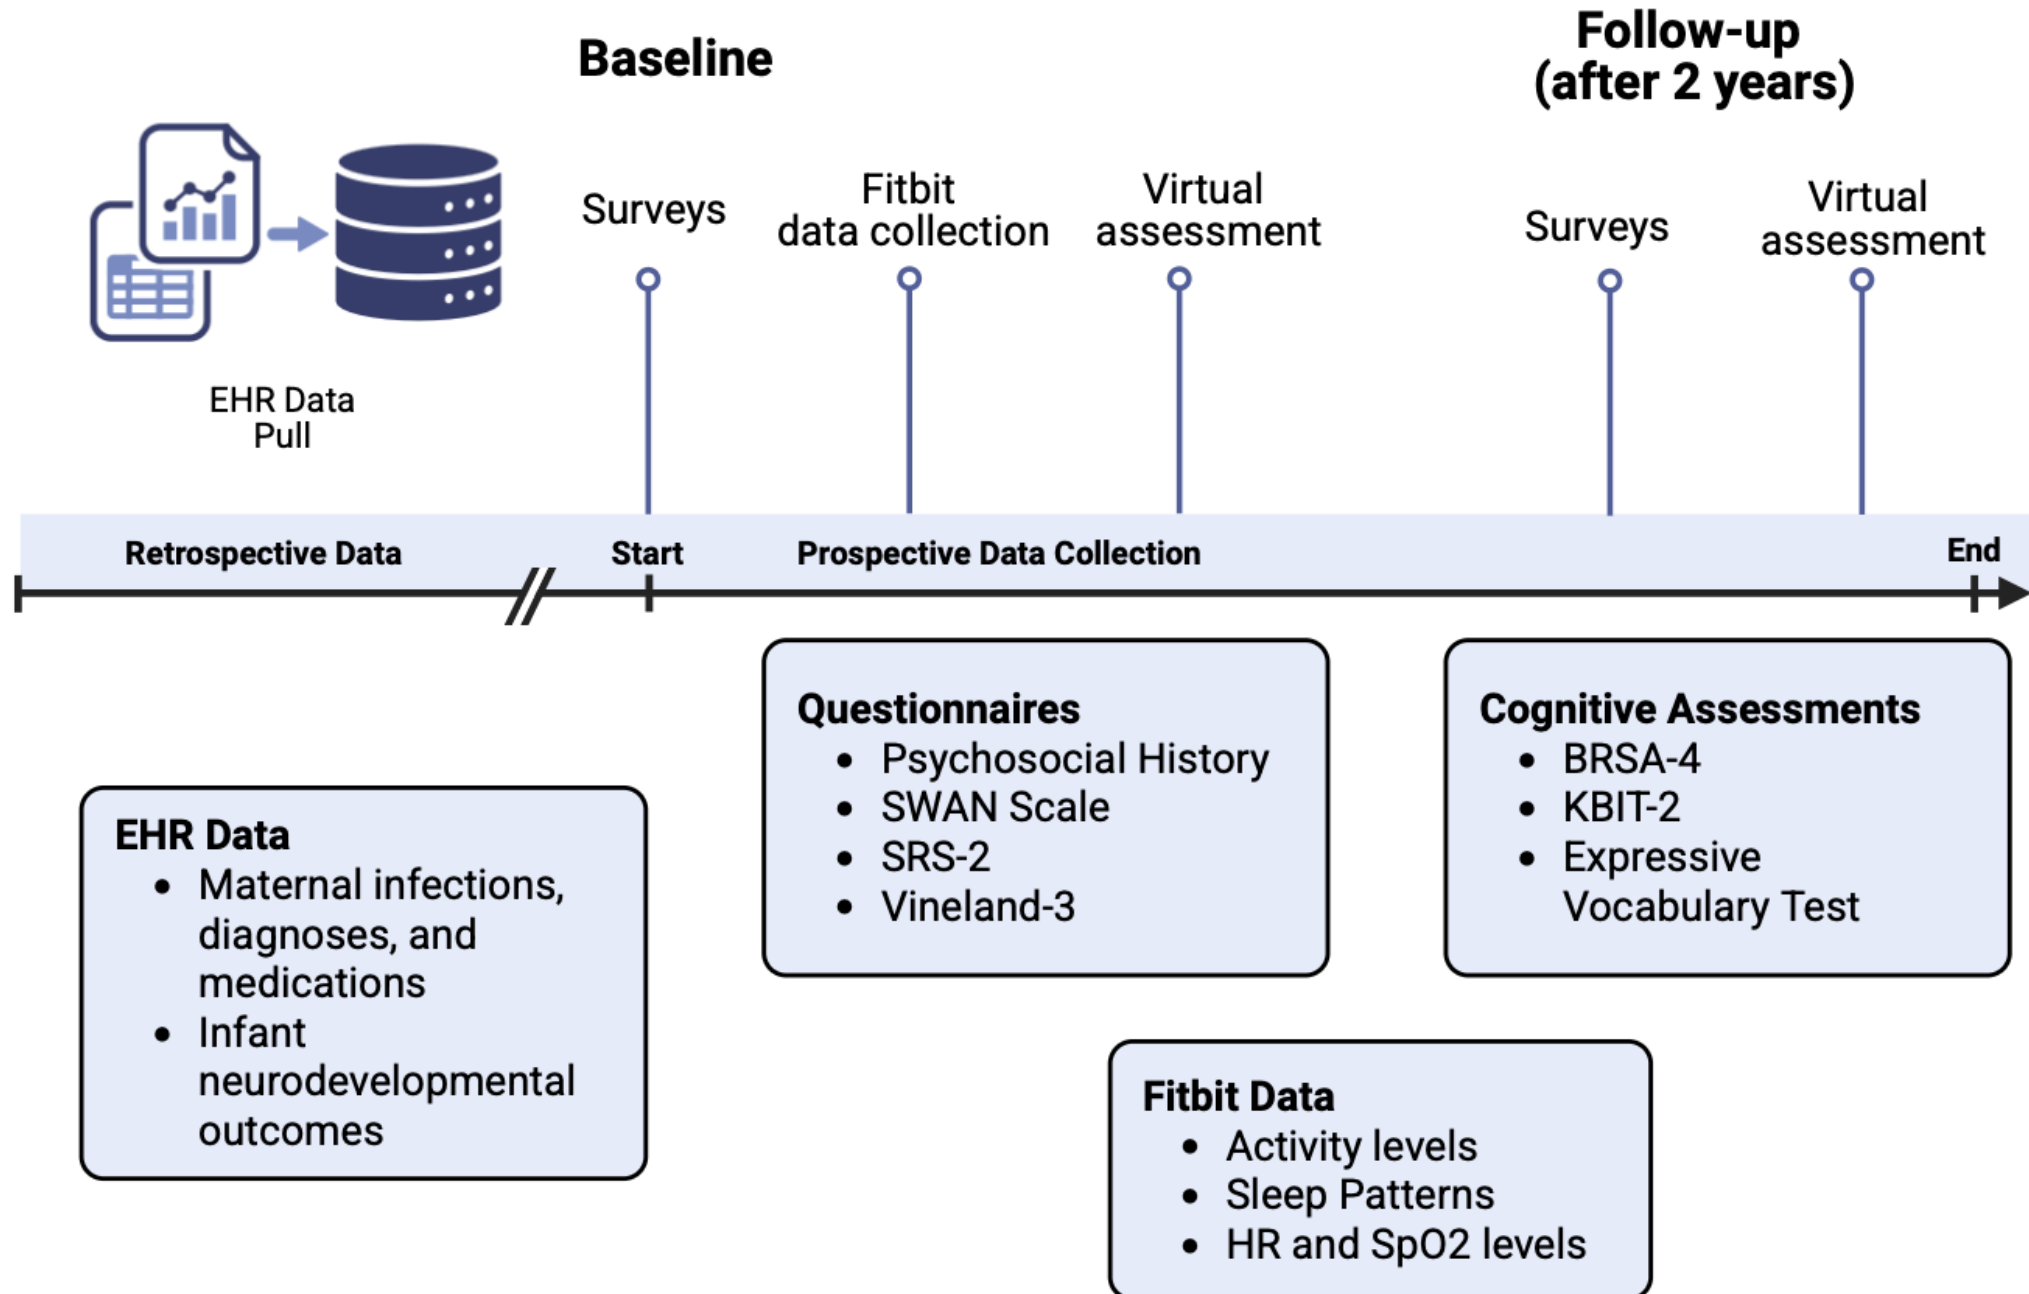 Baseline
Follow-up
(after 2 years)
Surveys
Fitbit
data collection
Virtual
assessment
Surveys
Virtual
assessment
EHR Data
Pull
Retrospective Data
Start
Prospective Data Collection
End
EHR Data
• Maternal infections,
diagnoses, and
medications
• Infant
neurodevelopmental
outcomes
Questionnaires
• Psychosocial History
• SWAN Scale
• SRS-2
• Vineland-3
Cognitive Assessments
• BRSA-4
• KBIT-2
• Expressive
Vocabulary Test
Fitbit Data
• Activity levels
• Sleep Patterns
• HR and SpO2 levels